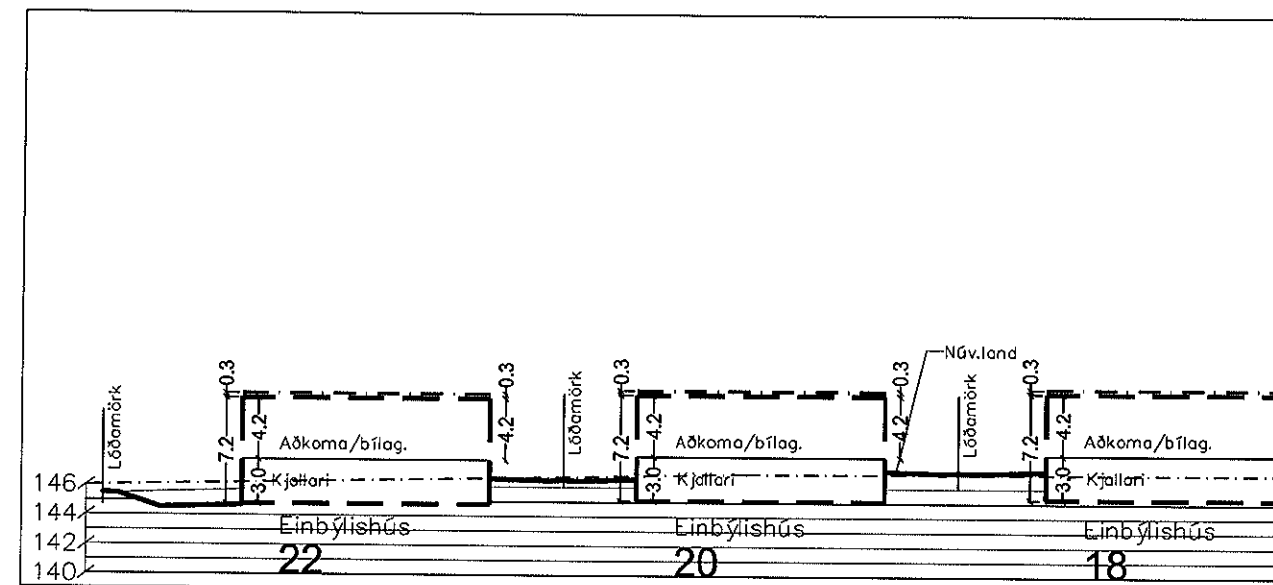 Núv.land
0.3 0.3 0.3 0.3 0.3
Lóðamörk Lóðamörk Lóðamörk
7.2 4.2 4.2 7.2 4.2 4.2 7.2 4.2
Aðkoma/bílag. Aðkoma/bílag. Aðkoma/bílag.
3.0 Kjallari 3.0 Kjallari 3.0 Kjallari
146
144
Einbýlishús Einbýlishús Einbýlishús
142
22 20 18
140